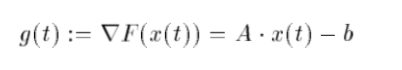 g(t) := ∇F(x(t)) = A · x(t) − b